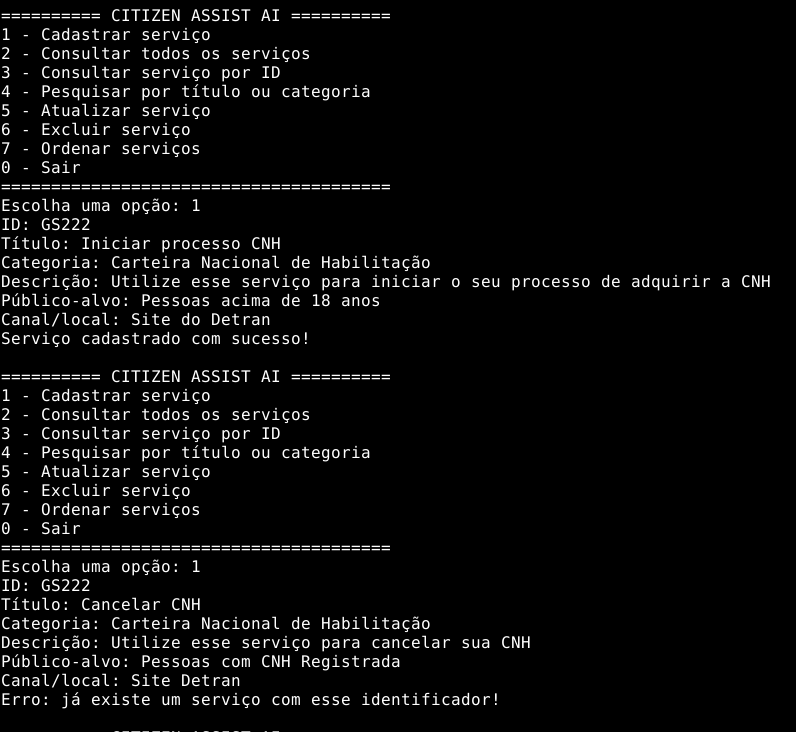 ========== CITIZEN ASSIST AI ==========
1 - Cadastrar serviço
2 - Consultar todos os serviços
3 - Consultar serviço por ID
4 - Pesquisar por título ou categoria
5 - Atualizar serviço
6 - Excluir serviço
7 - Ordenar serviços
0 - Sair
=======================================
Escolha uma opção: 1
ID: GS222
Título: Iniciar processo CNH
Categoria: Carteira Nacional de Habilitação
Descrição: Utilize esse serviço para iniciar o seu processo de adquirir a CNH
Público-alvo: Pessoas acima de 18 anos
Canal/local: Site do Detran
Serviço cadastrado com sucesso!

========== CITIZEN ASSIST AI ==========
1 - Cadastrar serviço
2 - Consultar todos os serviços
3 - Consultar serviço por ID
4 - Pesquisar por título ou categoria
5 - Atualizar serviço
6 - Excluir serviço
7 - Ordenar serviços
0 - Sair
=======================================
Escolha uma opção: 1
ID: GS222
Título: Cancelar CNH
Categoria: Carteira Nacional de Habilitação
Descrição: Utilize esse serviço para cancelar sua CNH
Público-alvo: Pessoas com CNH Registrada
Canal/local: Site Detran
Erro: já existe um serviço com esse identificador!